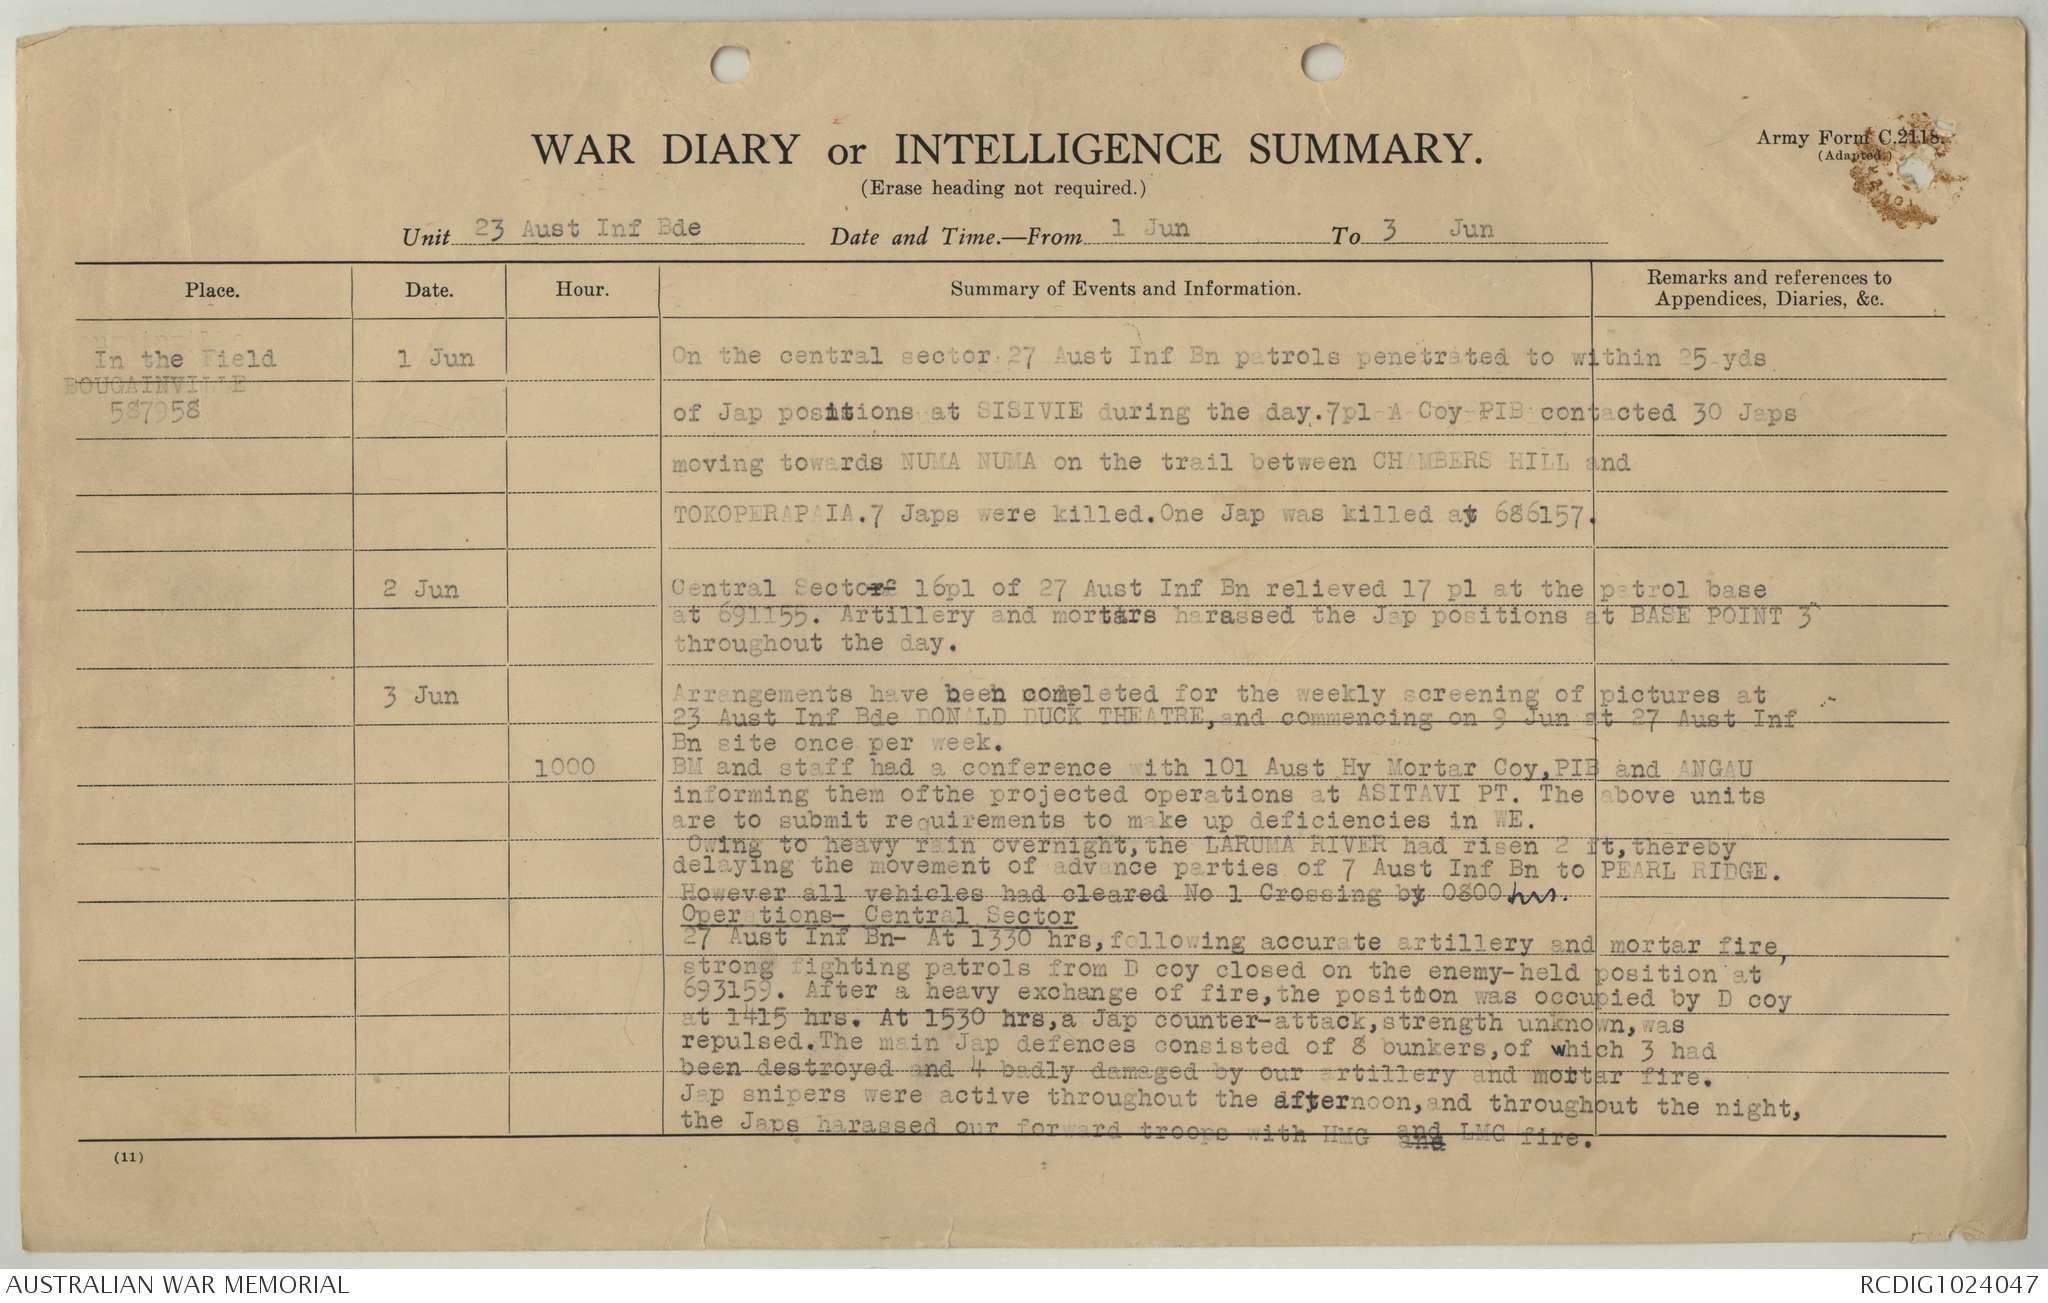 WAR DIARY or INTELLIGENCE SUMMARY.
Army Form C.2118.
(Adapted.)
(Erase heading not required.)
Unit 23 Aust Inf Bde Date and Time.—From 1 Jun To 3 Jun
Place. Date. Hour. Summary of Events and Information. Remarks and references to
Appendices, Diaries, &c.
In the Field 1 Jun On the central sector 27 Aust Inf Bn patrols penetrated to within 25 yds
BOUGAINVILLE
587958 of Jap positions at SISIVIE during the day.7pl A Coy PIB contacted 30 Japs
moving towards NUMA NUMA on the trail between CHAMBERS HILL and
TOKOPERAPAIA.7 Japs were killed.One Jap was killed at 686157.
2 Jun Central Sector 16pl of 27 Aust Inf Bn relieved 17 pl at the patrol base
at 691155. Artillery and mortars harassed the Jap positions at BASE POINT 3
throughout the day.
3 Jun Arrangements have been completed for the weekly screening of pictures at
23 Aust Inf Bde DONALD DUCK THEATRE,and commencing on 9 Jun at 27 Aust Inf
Bn site once per week.
1000 BM and staff had a conference with 101 Aust Hy Mortar Coy,PIB and ANGAU
informing them ofthe projected operations at ASITAVI PT. The above units
are to submit requirements to make up deficiencies in WE.
Owing to heavy rain overnight,the LARUMA RIVER had risen 2 ft,thereby
delaying the movement of advance parties of 7 Aust Inf Bn to PEARL RIDGE.
However all vehicles had cleared No 1 Crossing by 0800 hrs.
Operations- Central Sector
27 Aust Inf Bn- At 1330 hrs,following accurate artillery and mortar fire,
strong fighting patrols from D coy closed on the enemy-held position at
693159. After a heavy exchange of fire,the position was occupied by D coy
at 1415 hrs. At 1530 hrs,a Jap counter-attack,strength unknown,was
repulsed.The main Jap defences consisted of 8 bunkers,of which 3 had
been destroyed and 4 badly damaged by our artillery and mortar fire.
Jap snipers were active throughout the afternoon,and throughout the night,
the Japs harassed our forward troops with HMG and LMG fire.
(11)
AUSTRALIAN WAR MEMORIAL
RCDIG1024047